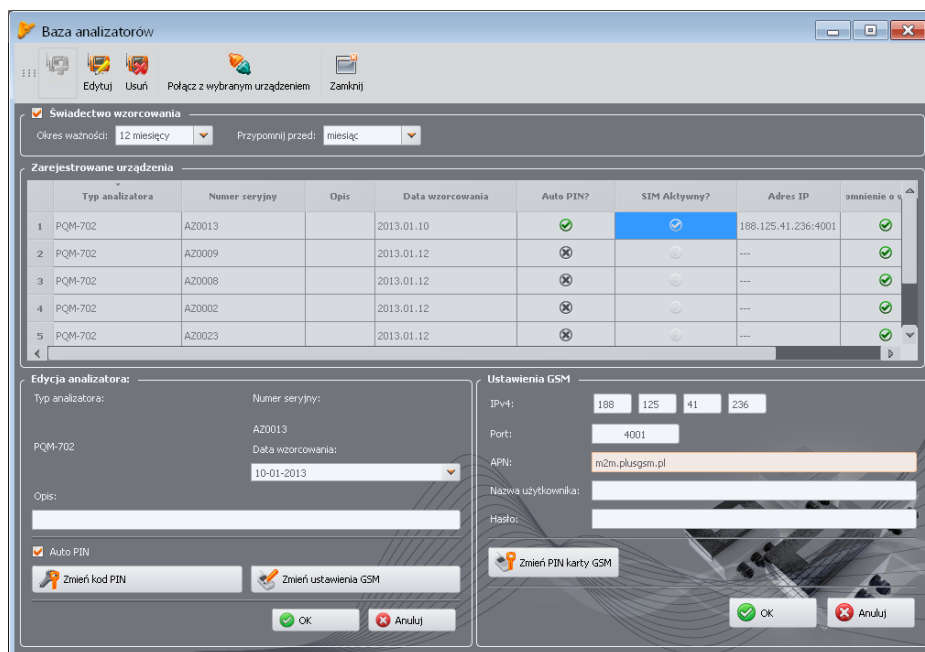 Baza analizatorów
Edytuj Usuń Połącz z wybranym urządzeniem Zamknij
Świadectwo wzorcowania
Okres ważności: 12 miesięcy Przypomnij przed: miesiąc
Zarejestrowane urządzenia
Typ analizatora Numer seryjny Opis Data wzorcowania Auto PIN? SIM Aktywny? Adres IP omnienie o w
1 PQM-702 AZ0013 2013.01.10 188.125.41.236:4001
2 PQM-702 AZ0009 2013.01.12 ---
3 PQM-702 AZ0008 2013.01.12 ---
4 PQM-702 AZ0002 2013.01.12 ---
5 PQM-702 AZ0023 2013.01.12 ---
Edycja analizatora:
Typ analizatora: Numer seryjny:
AZ0013
PQM-702 Data wzorcowania:
10-01-2013
Opis:
Auto PIN
Zmień kod PIN Zmień ustawienia GSM
OK Anuluj
Ustawienia GSM
IPv4: 188 125 41 236
Port: 4001
APN: m2m.plusgsm.pl
Nazwa użytkownika:
Hasło:
Zmień PIN karty GSM
OK Anuluj